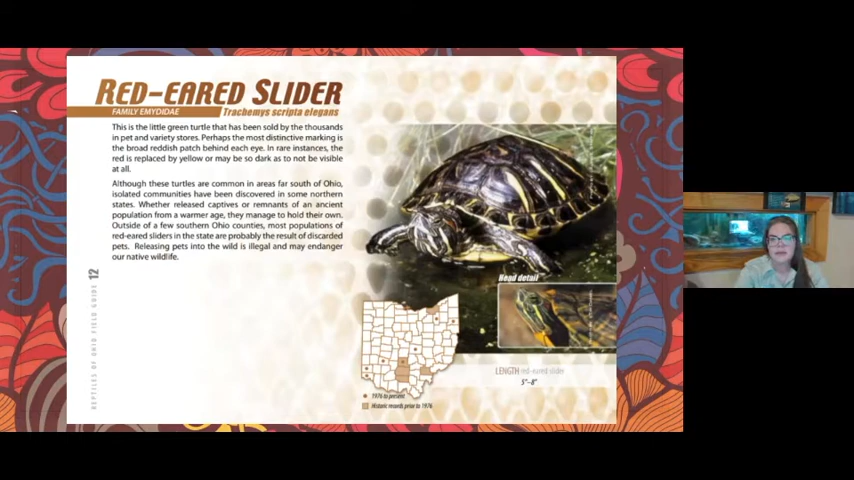 RED-EARED SLIDER
FAMILY EMYDIDAE
Trachemys scripta elegans
This is the little green turtle that has been sold by the thousands
in pet and variety stores. Perhaps the most distinctive marking is
the broad reddish patch behind each eye. In rare instances, the
red is replaced by yellow or may be so dark as to not be visible
at all.
Although these turtles are common in areas far south of Ohio,
isolated communities have been discovered in some northern
states. Whether released captives or remnants of an ancient
population from a warmer age, they manage to hold their own.
Outside of a few southern Ohio counties, most populations of
red-eared sliders in the state are probably the result of discarded
pets. Releasing pets into the wild is illegal and may endanger
our native wildlife.
REPTILES OF OHIO FIELD GUIDE 12
Head detail
LENGTH red-eared slider
5"-8"
1976 to present
Historic records prior to 1976